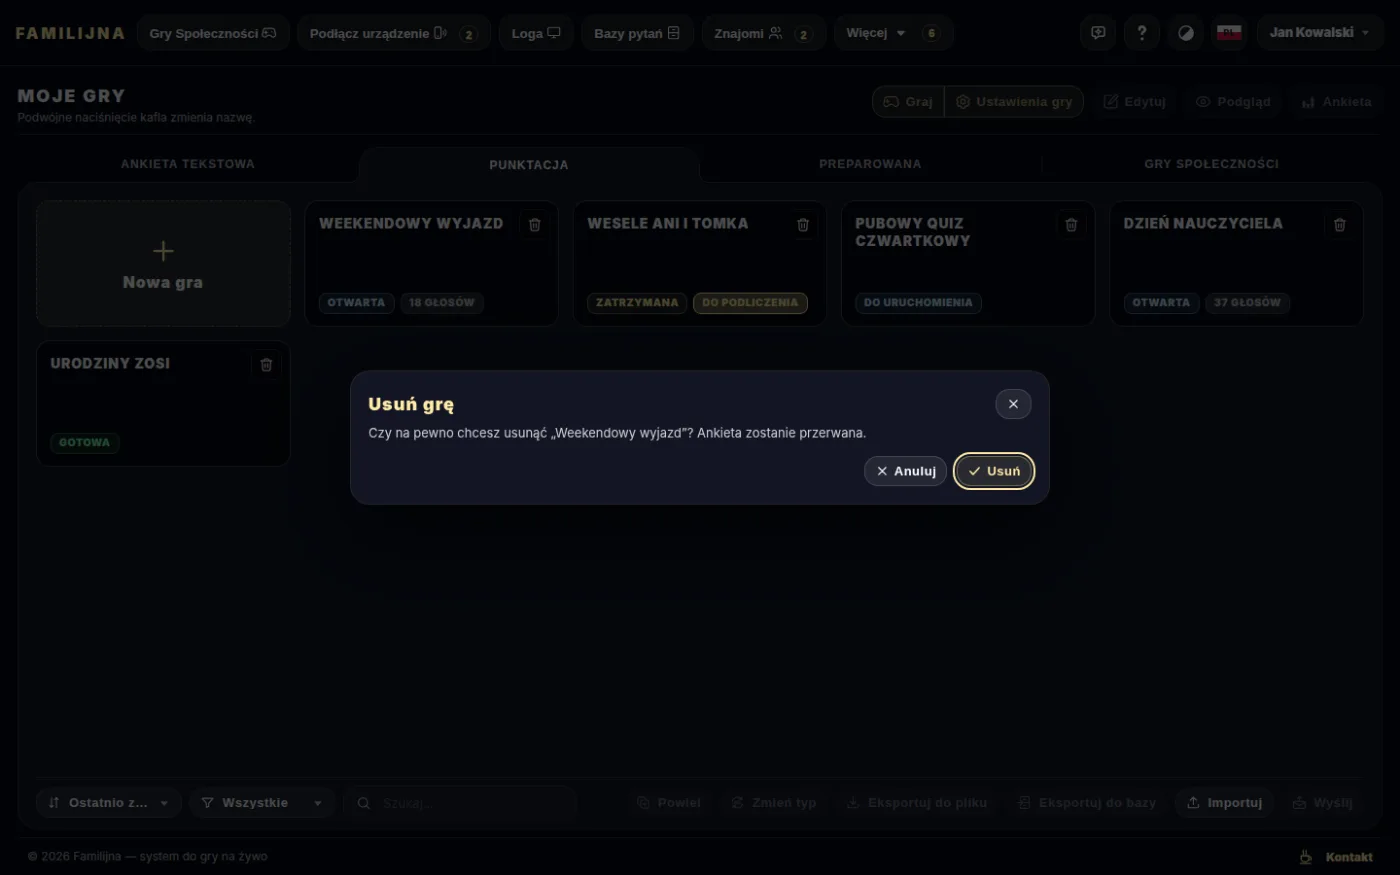 FAMILIJNA
Gry Społeczności
Podłącz urządzenie 2
Loga
Bazy pytań
Znajomi 2
Więcej 6
?
Jan Kowalski
MOJE GRY
Podwójne naciśnięcie kafla zmienia nazwę.
Graj
Ustawienia gry
Edytuj
Podgląd
Ankieta
ANKIETA TEKSTOWA
PUNKTACJA
PREPAROWANA
GRY SPOŁECZNOŚCI
Nowa gra
WEEKENDOWY WYJAZD
OTWARTA
18 GŁOSÓW
WESELE ANI I TOMKA
ZATRZYMANA
DO PODLICZENIA
PUBOWY QUIZ
CZWARTKOWY
DO URUCHOMIENIA
DZIEŃ NAUCZYCIELA
OTWARTA
37 GŁOSÓW
URODZINY ZOSI
GOTOWA
Usuń grę
Czy na pewno chcesz usunąć „Weekendowy wyjazd”? Ankieta zostanie przerwana.
Anuluj
Usuń
Ostatnio z...
Wszystkie
Szukaj...
Powiel
Zmień typ
Eksportuj do pliku
Eksportuj do bazy
Importuj
Wyślij
© 2026 Familijna — system do gry na żywo
Kontakt